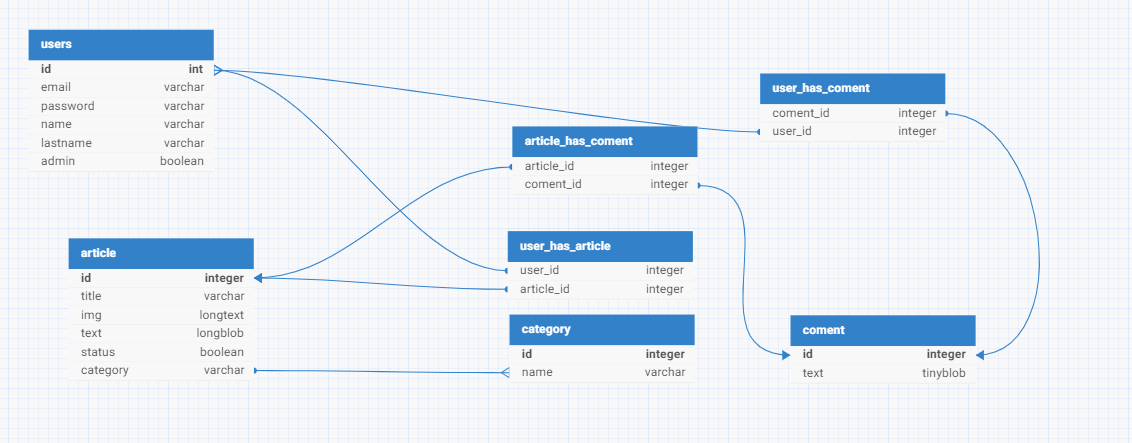 users
id int
email varchar
password varchar
name varchar
lastname varchar
admin boolean
user_has_coment
coment_id integer
user_id integer
article_has_coment
article_id integer
coment_id integer
article
id integer
title varchar
img longtext
text longblob
status boolean
category varchar
user_has_article
user_id integer
article_id integer
category
id integer
name varchar
coment
id integer
text tinyblob